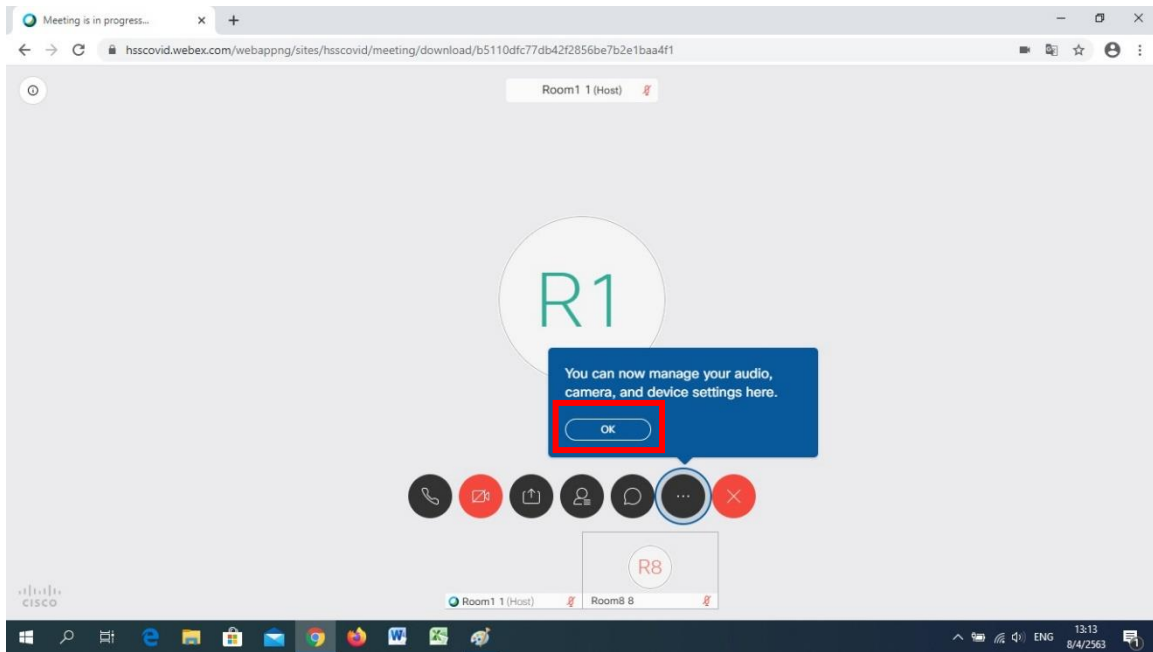 Meeting is in progress...
hsscovid.webex.com/webappng/sites/hsscovid/meeting/download/b5110dfc77db42f2856be7b2e1baa4f1
Room1 1 (Host)
R1
You can now manage your audio,
camera, and device settings here.
OK
R8
Room1 1 (Host)
Room8 8
CISCO
ENG
13:13
8/4/2563
1